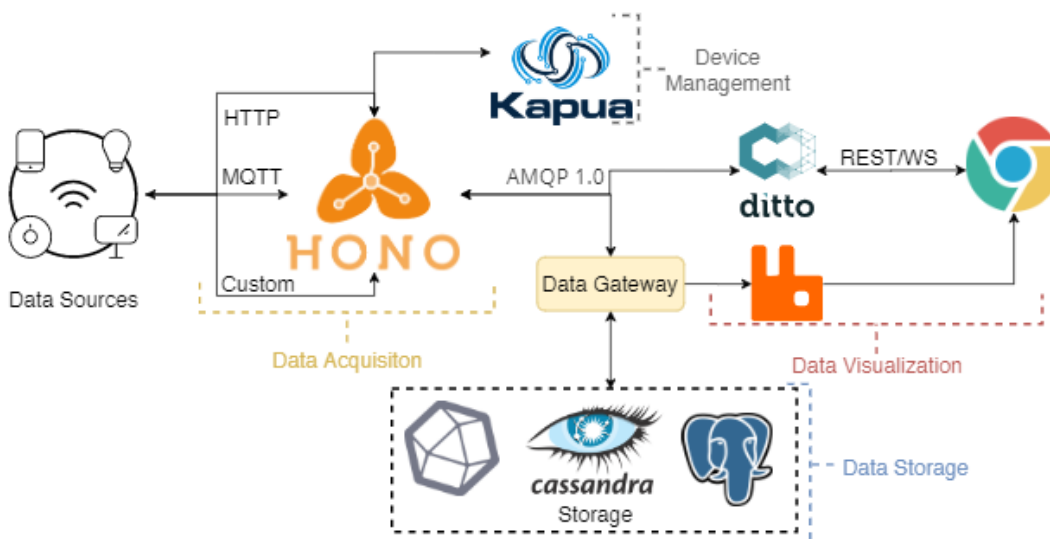 Device
Management
Kapua
HTTP
MQTT
AMQP 1.0
REST/WS
ditto
HONO
Custom
Data Sources
Data Gateway
Data Acquisiton
Data Visualization
cassandra
Storage
Data Storage